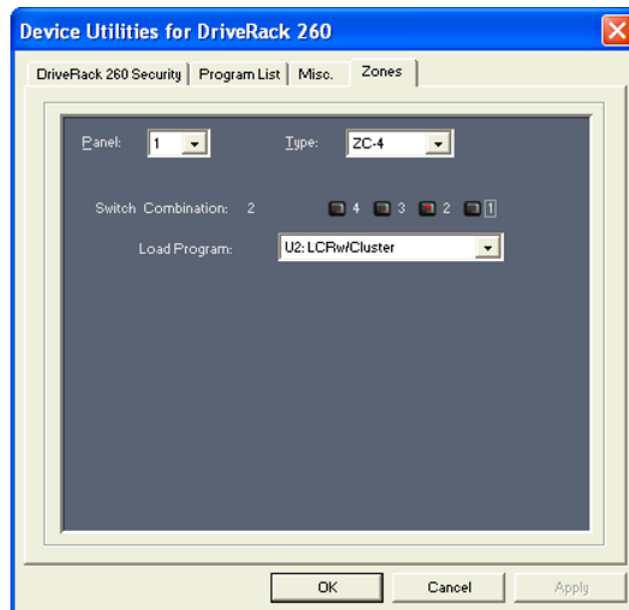 Device Utilities for DriveRack 260
DriveRack 260 Security Program List Misc. Zones
Panel: 1 Type: ZC-4
Switch Combination: 2 4 3 2 1
Load Program: U2: LCRw/Cluster
OK Cancel Apply